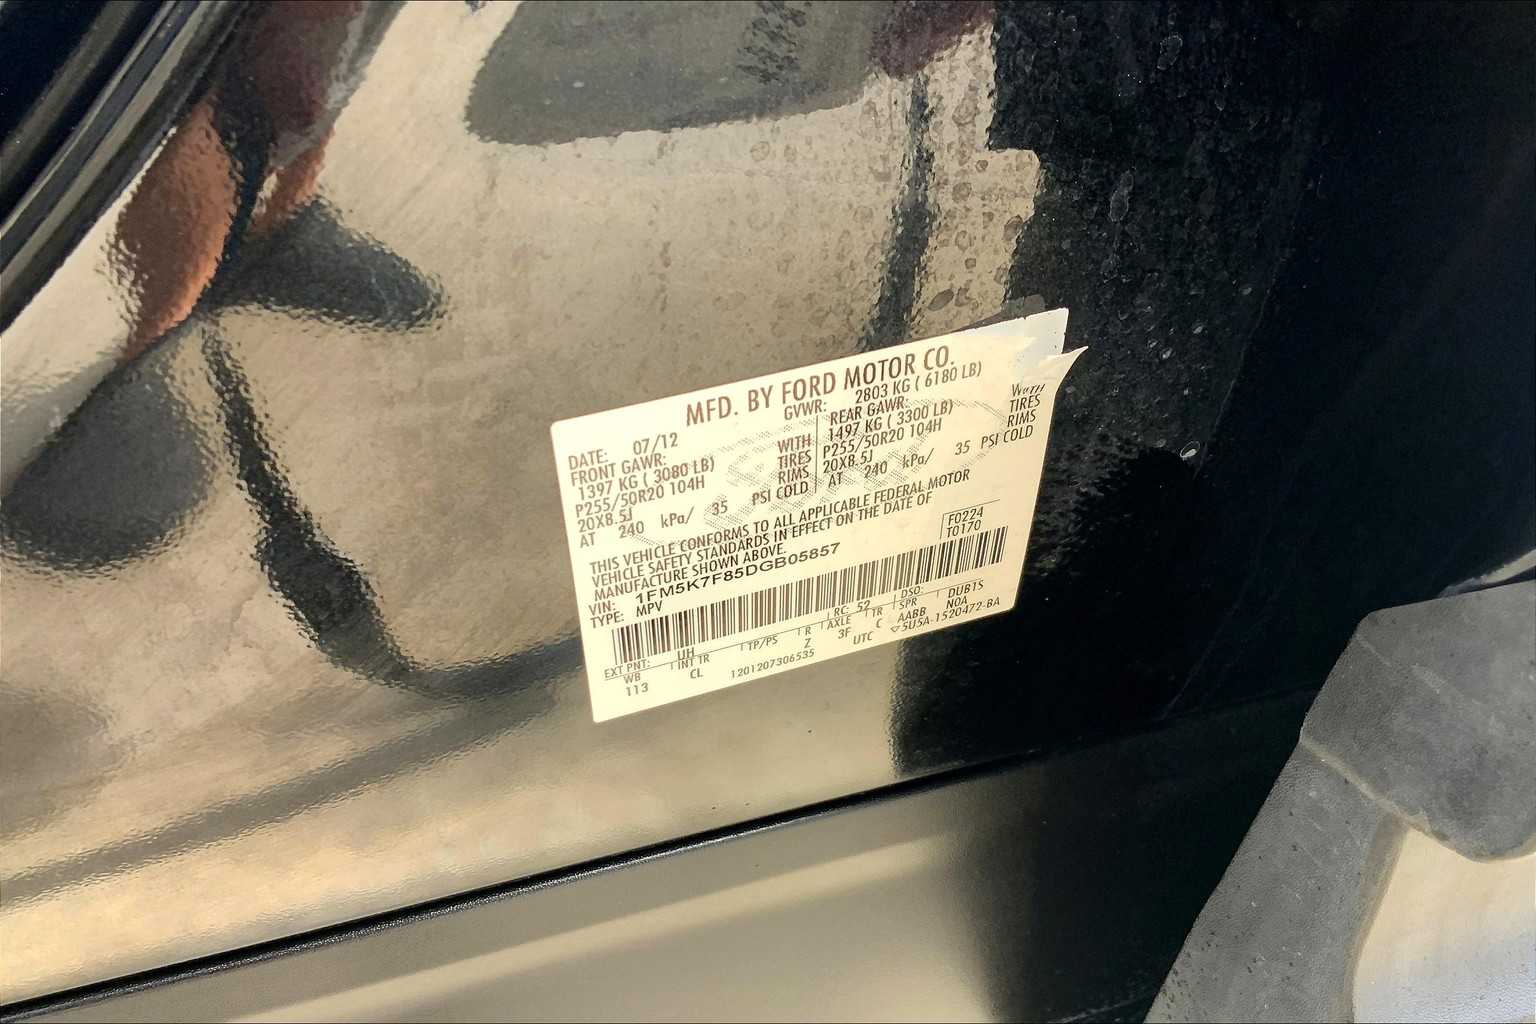 MFD. BY FORD MOTOR CO.
DATE: 07/12 GVWR: 2803 KG ( 6180 LB)
FRONT GAWR: WITH REAR GAWR: WITH
1397 KG ( 3080 LB) TIRES 1497 KG ( 3300 LB) TIRES
P255/50R20 104H RIMS P255/50R20 104H RIMS
20X8.5J PSI COLD 20X8.5J PSI COLD
AT 240 kPa/ 35 AT 240 kPa/ 35
THIS VEHICLE CONFORMS TO ALL APPLICABLE FEDERAL MOTOR
VEHICLE SAFETY STANDARDS IN EFFECT ON THE DATE OF
MANUFACTURE SHOWN ABOVE.
VIN: 1FM5K7F85DGB05857
TYPE: MPV
F0224
T0170
EXT PNT: UH RC: 52 DSO:
WB INT TR TP/PS R AXLE TR SPR DUB1S
113 CL Z 3F C AABB NOA
1201207306535 UTC ▽5U5A-1520472-BA